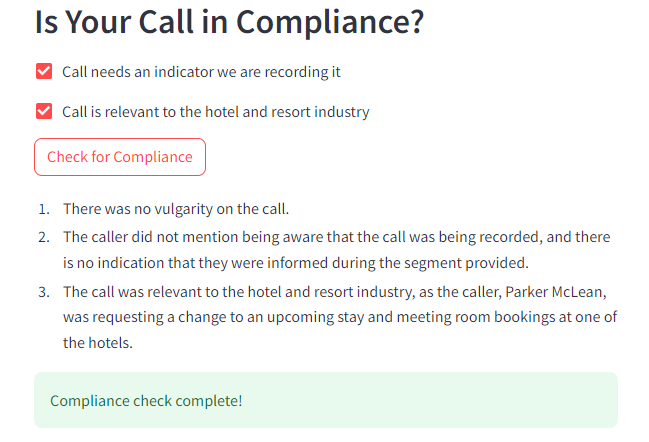 Is Your Call in Compliance?
Call needs an indicator we are recording it
Call is relevant to the hotel and resort industry
Check for Compliance
1. There was no vulgarity on the call.
2. The caller did not mention being aware that the call was being recorded, and there
is no indication that they were informed during the segment provided.
3. The call was relevant to the hotel and resort industry, as the caller, Parker McLean,
was requesting a change to an upcoming stay and meeting room bookings at one of
the hotels.
Compliance check complete!